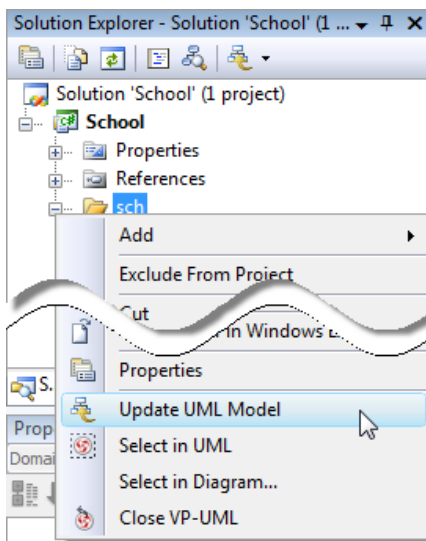 Solution Explorer - Solution 'School' (1 ...
Solution 'School' (1 project)
School
Properties
References
sch
Add
Exclude From Project
Cut
in Windows
Properties
S.
Update UML Model
Prop
Select in UML
Domai
Select in Diagram...
Close VP-UML